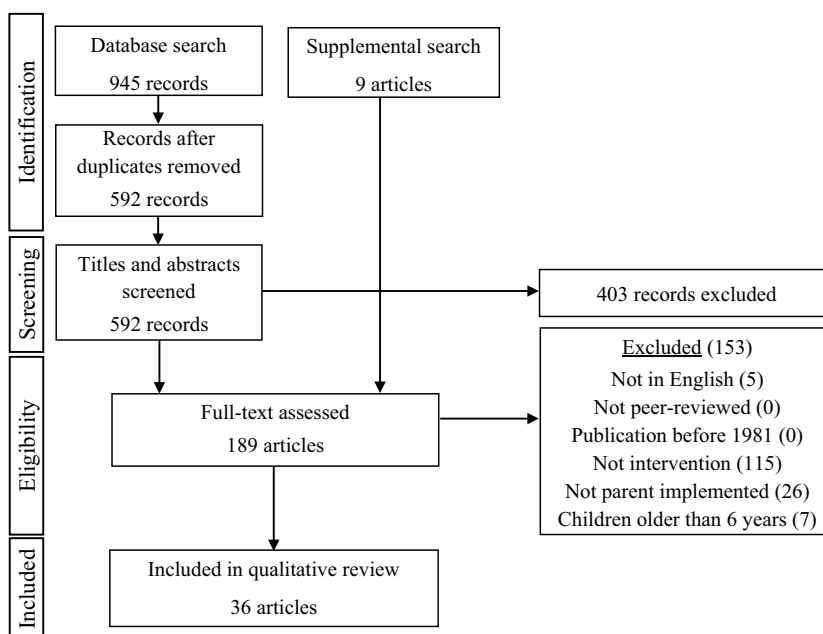 Identification
Database search
945 records
Supplemental search
9 articles
Records after
duplicates removed
592 records
Screening
Titles and abstracts
screened
592 records
403 records excluded
Eligibility
Full-text assessed
189 articles
Excluded (153)
Not in English (5)
Not peer-reviewed (0)
Publication before 1981 (0)
Not intervention (115)
Not parent implemented (26)
Children older than 6 years (7)
Included
Included in qualitative review
36 articles